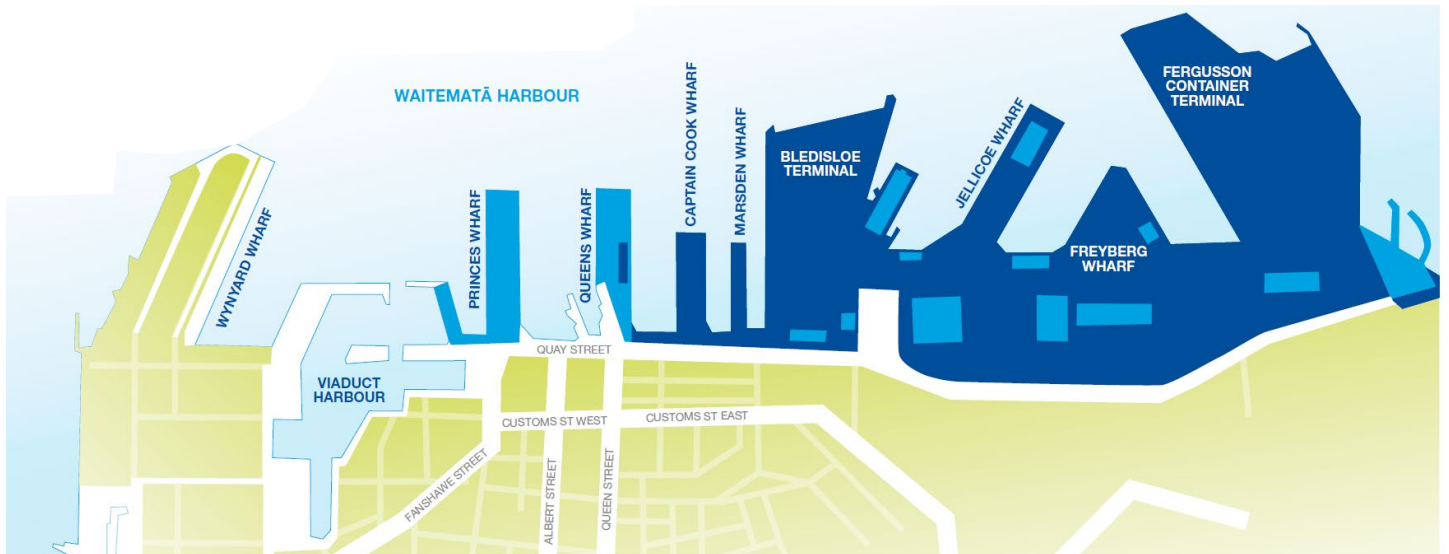 WAITEMATĀ HARBOUR
WYNYARD WHARF
PRINCES WHARF
QUEENS WHARF
CAPTAIN COOK WHARF
MARSDEN WHARF
BLEDISLOE
TERMINAL
JELLICOE WHARF
FERGUSSON
CONTAINER
TERMINAL
FREYBERG
WHARF
VIADUCT
HARBOUR
QUAY STREET
CUSTOMS ST WEST
CUSTOMS ST EAST
FANSHAWE STREET
ALBERT STREET
QUEEN STREET